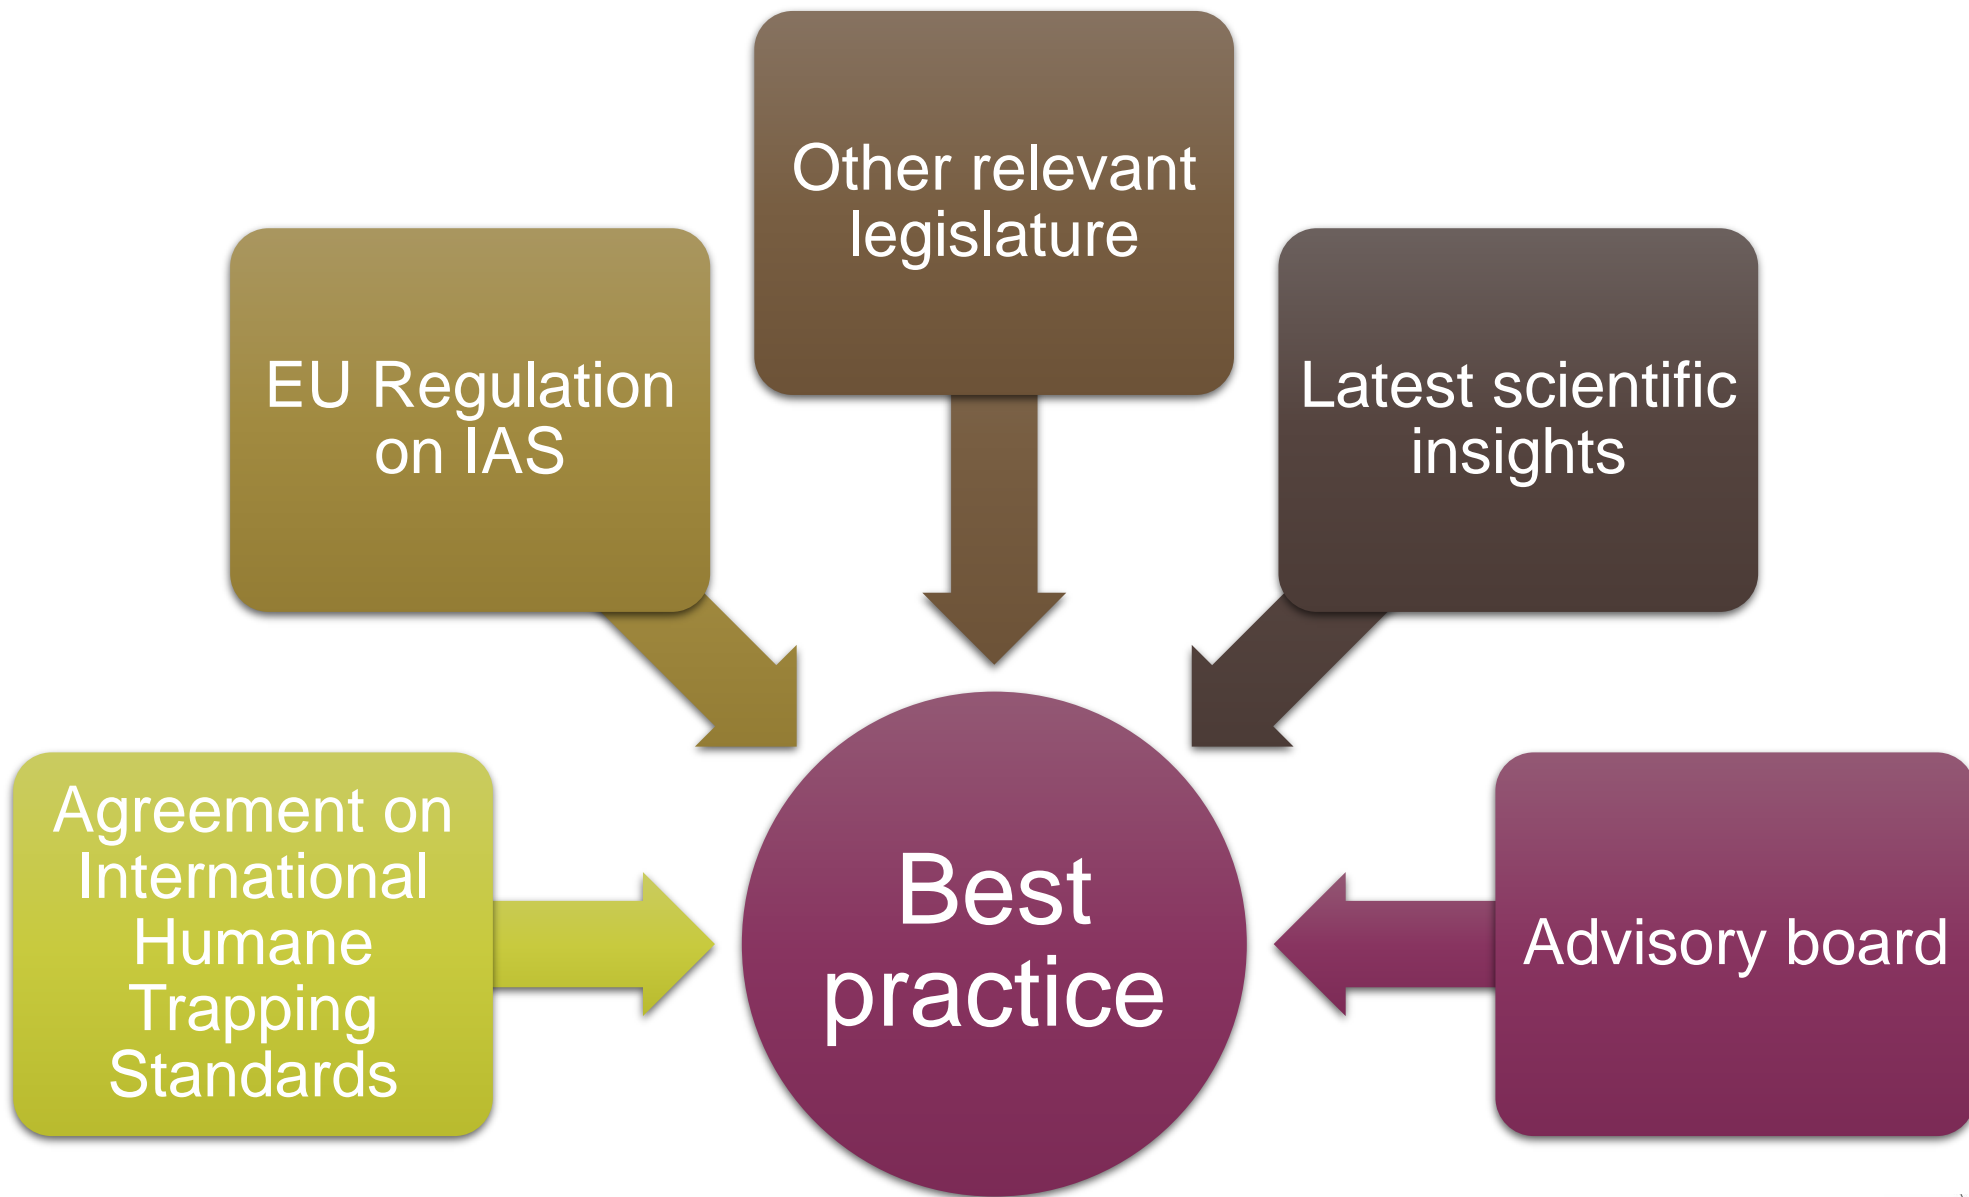 Other relevant
legislature
EU Regulation
on IAS
Latest scientific
insights
Agreement on
International
Humane
Trapping
Standards
Best
practice
Advisory board